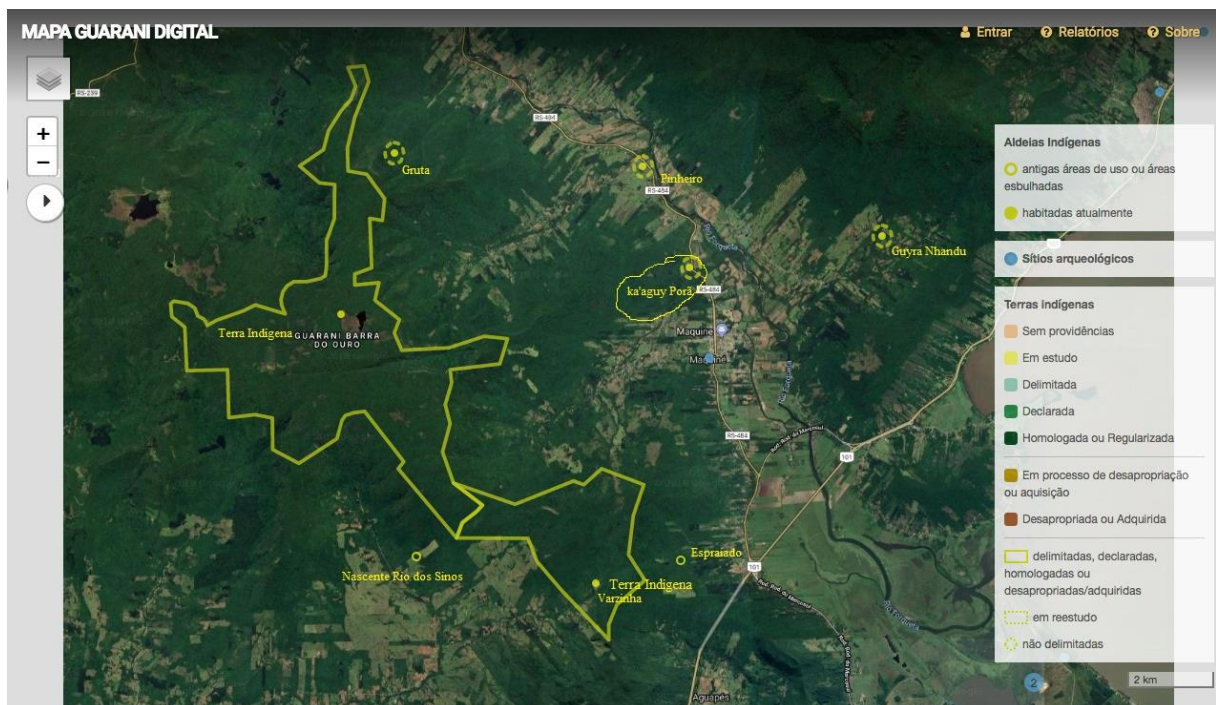 MAPA GUARANI DIGITAL
Entrar
Relatórios
Sobre
RS-239
+
−
RS-484
Gruta
Pinheiro
RS-484
Guyra Nhandu
ka'aguy Porã
RS-484
Terra Indígena
GUARANI BARRA
DO OURO
Maquiné
Maquiné
RS-484
101
Espraiado
Nascente Rio dos Sinos
Terra Indígena
Varzinha
101
Aguapés
Aldeias Indígenas
antigas áreas de uso ou áreas
esbulhadas
habitadas atualmente
Sítios arqueológicos
Terras indígenas
Sem providências
Em estudo
Delimitada
Declarada
Homologada ou Regularizada
Em processo de desapropriação
ou aquisição
Desapropriada ou Adquirida
delimitadas, declaradas,
homologadas ou
desapropriadas/adquiridas
em reestudo
não delimitadas
2
2 km